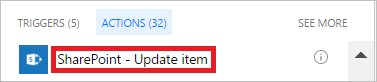 TRIGGERS (5) ACTIONS (32) SEE MORE
SharePoint - Update item